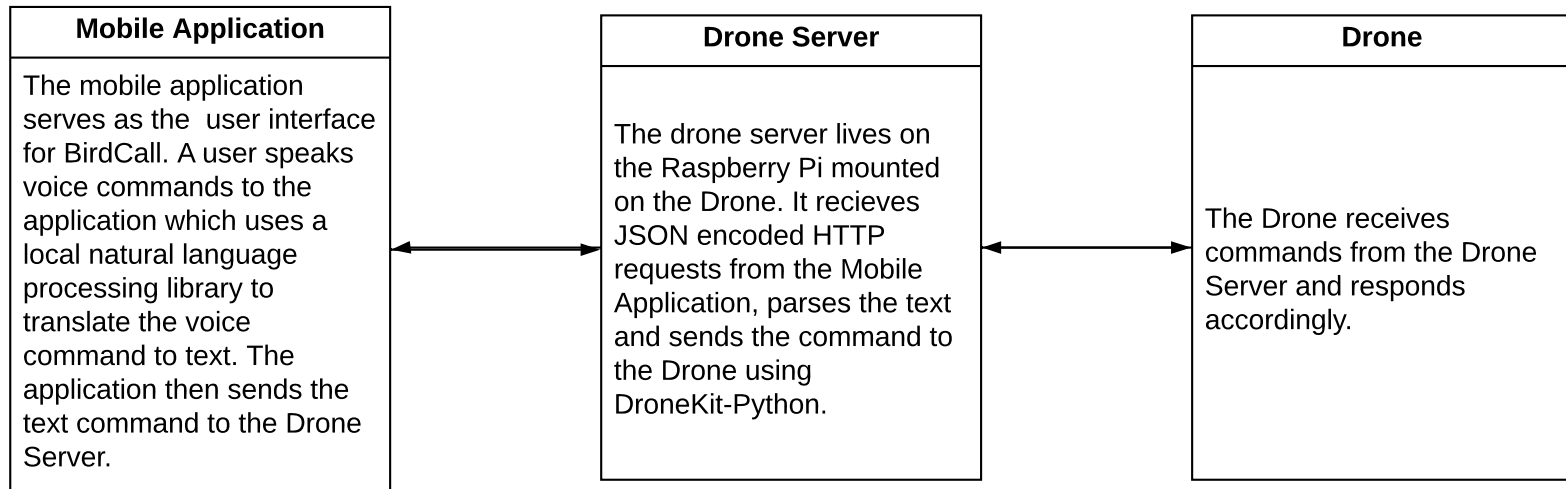 Mobile Application
The mobile application
serves as the  user interface
for BirdCall. A user speaks
voice commands to the
application which uses a
local natural language
processing library to
translate the voice
command to text. The
application then sends the
text command to the Drone
Server.
Drone Server
The drone server lives on
the Raspberry Pi mounted
on the Drone. It recieves
JSON encoded HTTP
requests from the Mobile
Application, parses the text
and sends the command to
the Drone using
DroneKit-Python.
Drone
The Drone receives
commands from the Drone
Server and responds
accordingly.